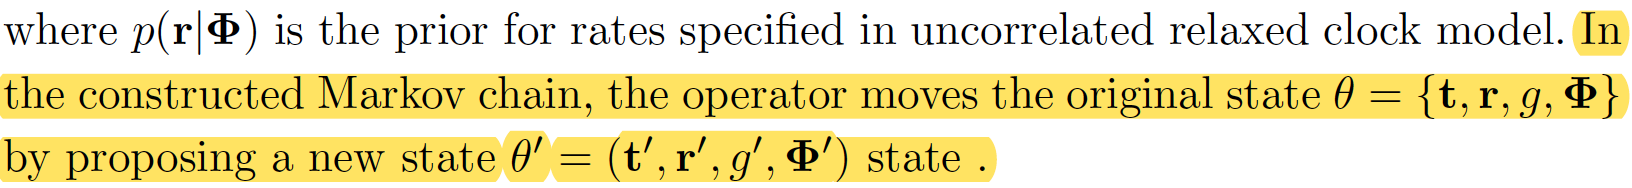 where p(r|Φ) is the prior for rates specified in uncorrelated relaxed clock model. In
the constructed Markov chain, the operator moves the original state θ = {t, r, g, Φ}
by proposing a new state θ′ = (t′, r′, g′, Φ′) state .